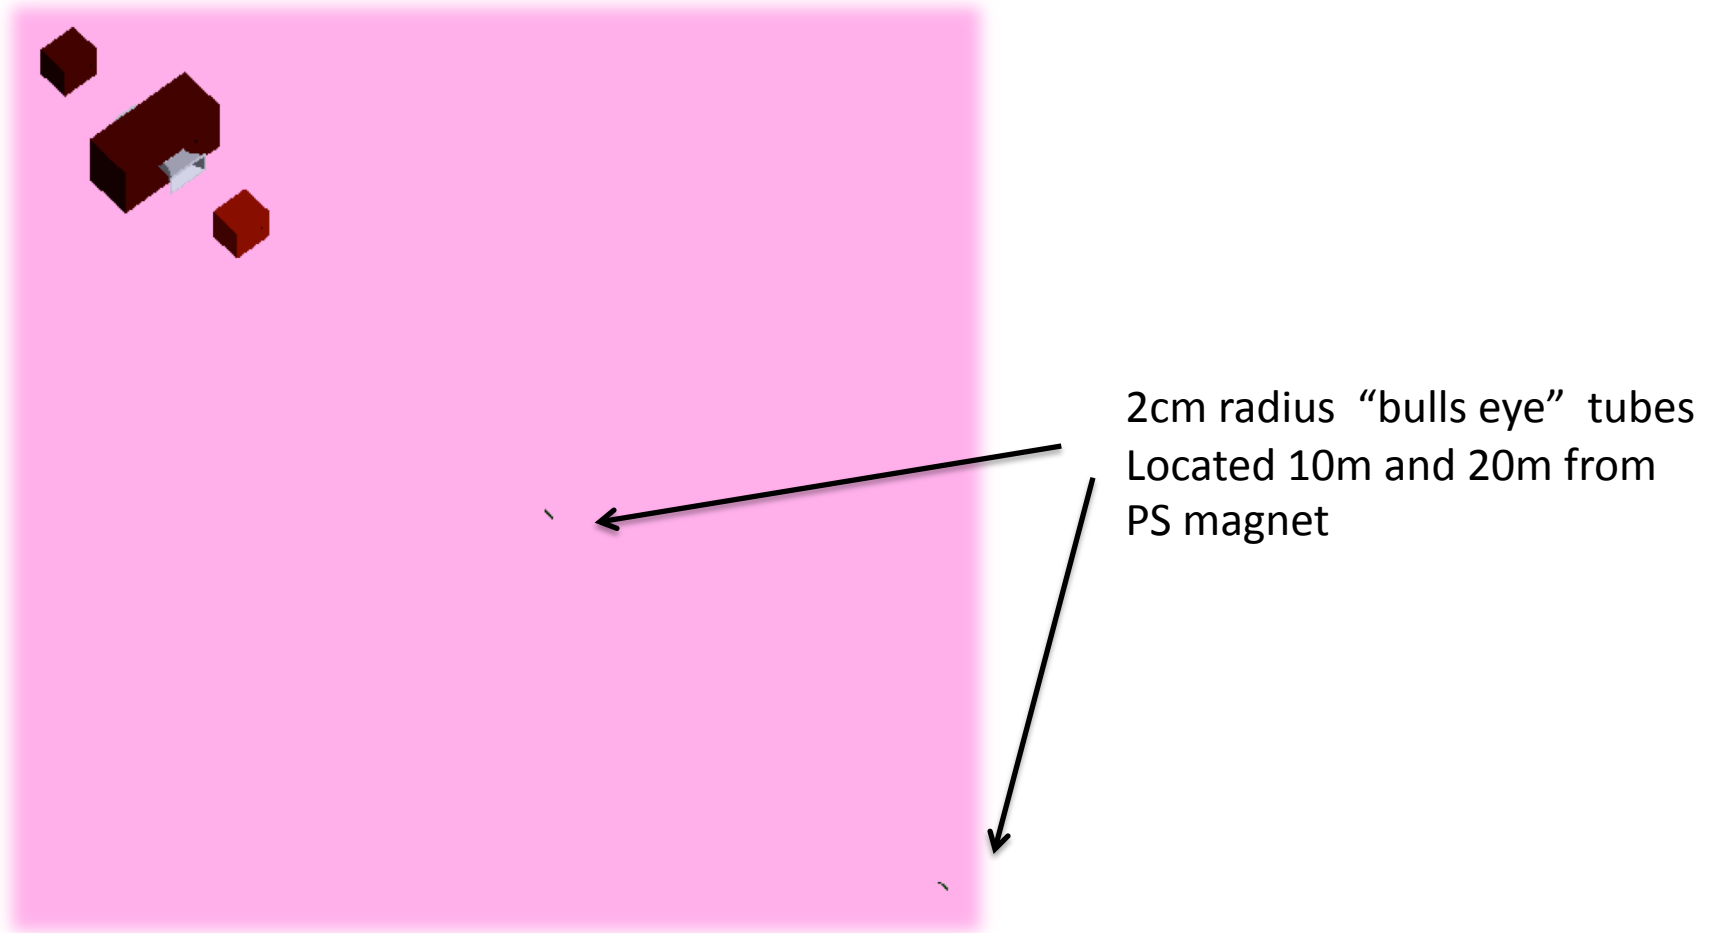 2cm radius “bulls eye” tubes
Located 10m and 20m from
PS magnet